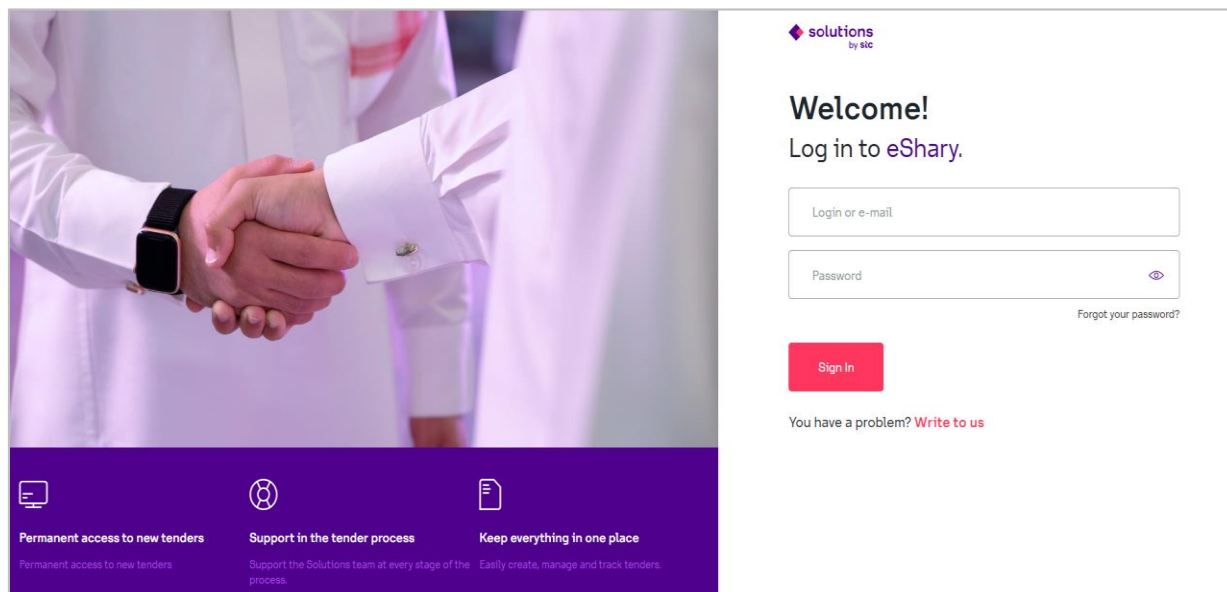 solutions
by stc
Welcome!
Log in to eShary.
Login or e-mail
Password
Forgot your password?
Sign In
You have a problem? Write to us
Permanent access to new tenders
Permanent access to new tenders
Support in the tender process
Support the Solutions team at every stage of the
process.
Keep everything in one place
Easily create, manage and track tenders.